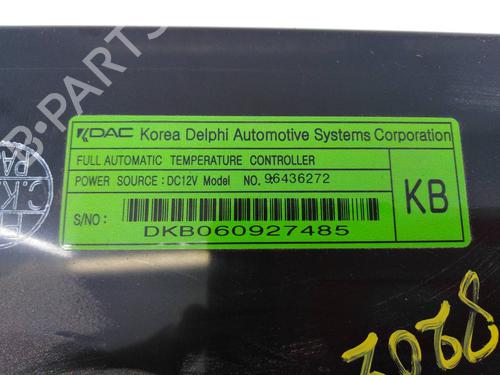 KDAC Korea Delphi Automotive Systems Corporation
FULL AUTOMATIC TEMPERATURE CONTROLLER
POWER SOURCE : DC12V Model NO. 96436272
KB
S/NO :
DKB060927485
B-PARTS